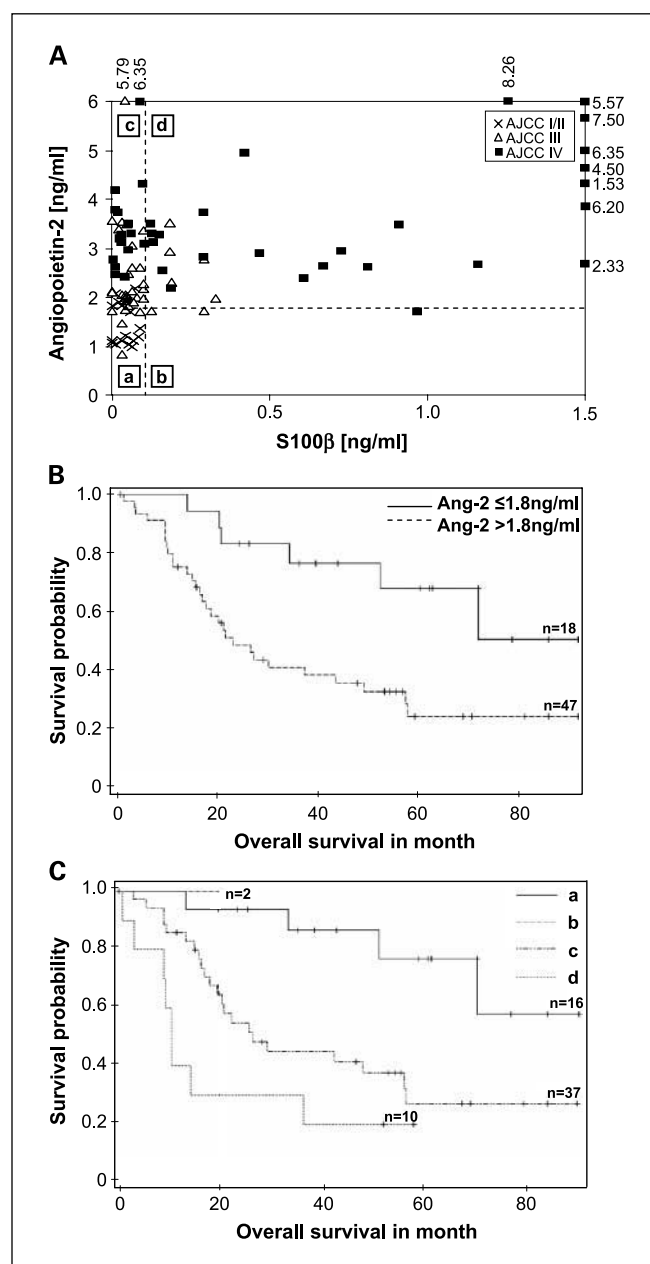 A
5.79
6.35
8.26
6
5
4
3
2
1
0
Angiopoietin-2 [ng/ml]
c
d
a
b
AJCC I/II
AJCC III
AJCC IV
5.57
7.50
6.35
4.50
1.53
6.20
2.33
0
0.5
1.0
1.5
S100β [ng/ml]
B
1.0
0.8
0.6
0.4
0.2
0
Survival probability
Ang-2 ≤1.8ng/ml
Ang-2 >1.8ng/ml
n=18
n=47
0
20
40
60
80
Overall survival in month
C
1.0
0.8
0.6
0.4
0.2
0
Survival probability
n=2
a
b
c
d
n=16
n=37
n=10
0
20
40
60
80
Overall survival in month